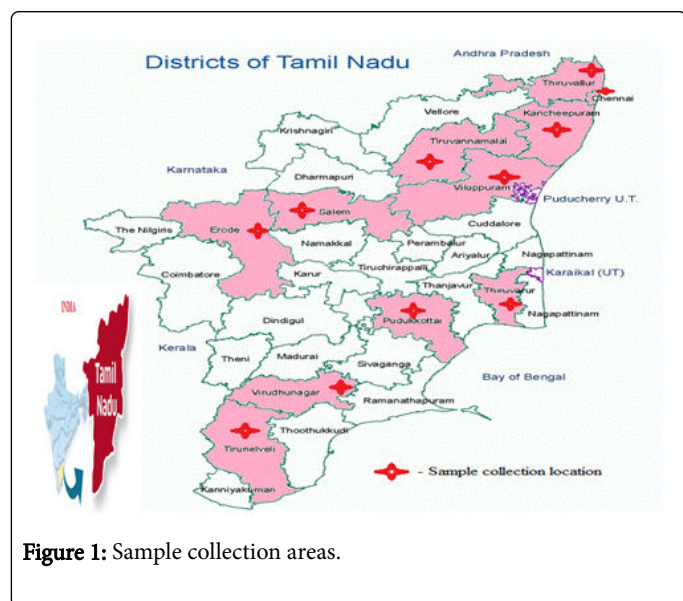 Districts of Tamil Nadu
Andhra Pradesh
Thiruvallur
Chennai
Kancheepuram
Vellore
Krishnagiri
Tiruvannamalai
Karnataka
Dharmapuri
Viluppuram
Puducherry U.T.
Salem
Cuddalore
The Nilgiris
Erode
Namakkal
Perambalur
Ariyalur
Nagapattinam
Coimbatore
Karur
Tiruchirappalli
Karaikal (UT)
Thanjavur
Thiruvarur
INDIA
Nagapattinam
Pudukkottai
Dindigul
Kerala
Theni
Madurai
Sivaganga
Bay of Bengal
Tamil
Nadu
Virudhunagar
Ramanathapuram
Thoothukkudi
Tirunelveli
- Sample collection location
Kanniyakumari
Figure 1: Sample collection areas.